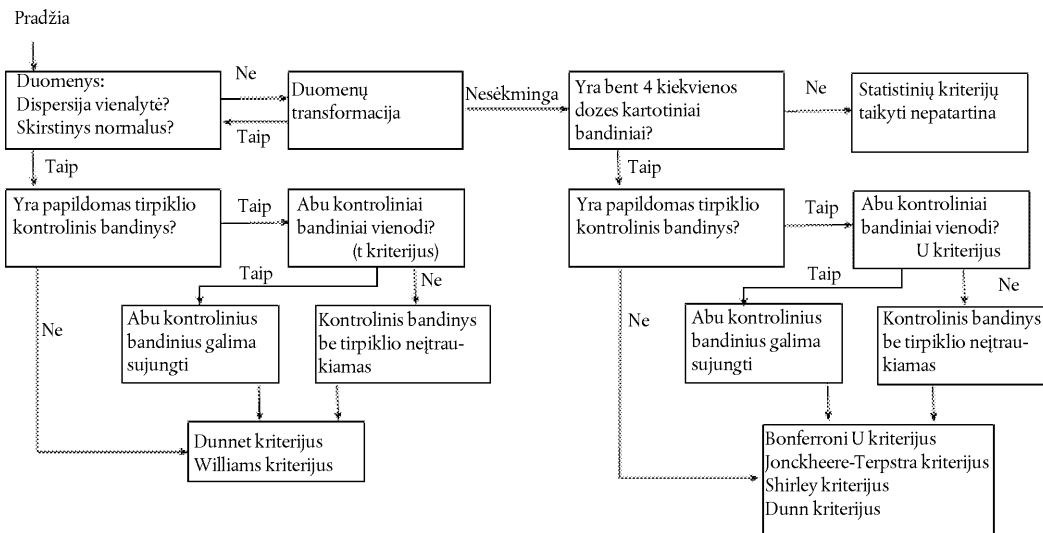 Pradžia
Duomenys:
Dispersija vienalytė?
Skirstinys normalus?
Ne
Taip
Duomenų
transformacija
Nesėkminga
Yra bent 4 kiekvienos
dozes kartotiniai
bandiniai?
Ne
Statistinių kriterijų
taikyti nepatartina
Taip
Taip
Yra papildomas tirpiklio
kontrolinis bandinys?
Taip
Abu kontroliniai
bandiniai vienodi?
(t kriterijus)
Yra papildomas tirpiklio
kontrolinis bandinys?
Taip
Abu kontroliniai
bandiniai vienodi?
U kriterijus
Taip
Ne
Taip
Ne
Ne
Abu kontrolinius
bandinius galima
sujungti
Kontrolinis bandinys
be tirpiklio neįtrau-
kiamas
Ne
Abu kontrolinius
bandinius galima
sujungti
Kontrolinis bandinys
be tirpiklio neįtrau-
kiamas
Dunnet kriterijus
Williams kriterijus
Bonferroni U kriterijus
Jonckheere-Terpstra kriterijus
Shirley kriterijus
Dunn kriterijus